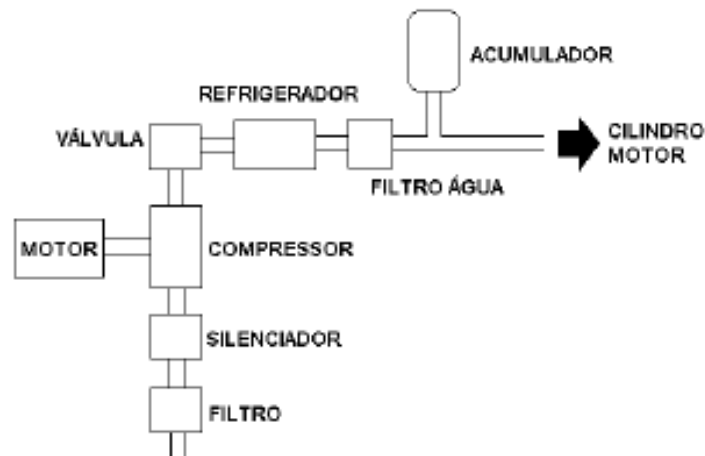 ACUMULADOR
REFRIGERADOR
VÁLVULA
CILINDRO
MOTOR
FILTRO ÁGUA
MOTOR
COMPRESSOR
SILENCIADOR
FILTRO